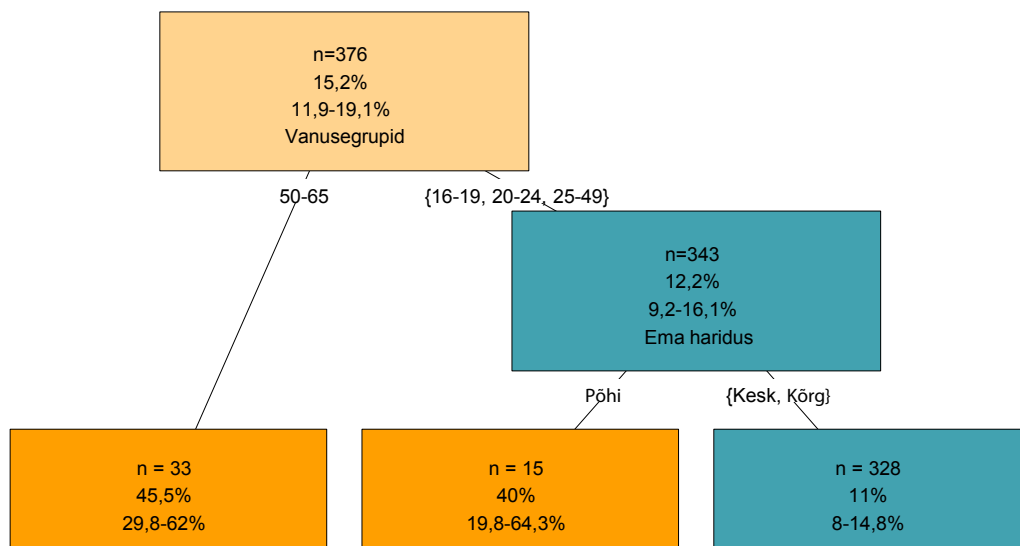 n=376
15,2%
11,9-19,1%
Vanusegrupid
50-65
{16-19, 20-24, 25-49}
n=343
12,2%
9,2-16,1%
Ema haridus
Põhi
{Kesk, Kõrg}
n = 33
45,5%
29,8-62%
n = 15
40%
19,8-64,3%
n = 328
11%
8-14,8%